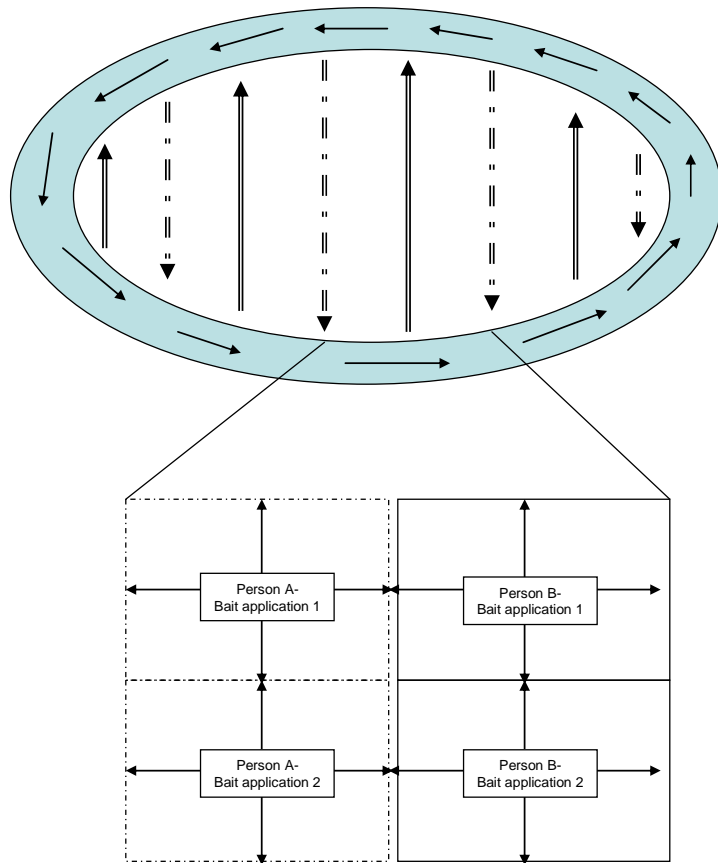 Person A-
Bait application 1
Person B-
Bait application 1
Person A-
Bait application 2
Person B-
Bait application 2